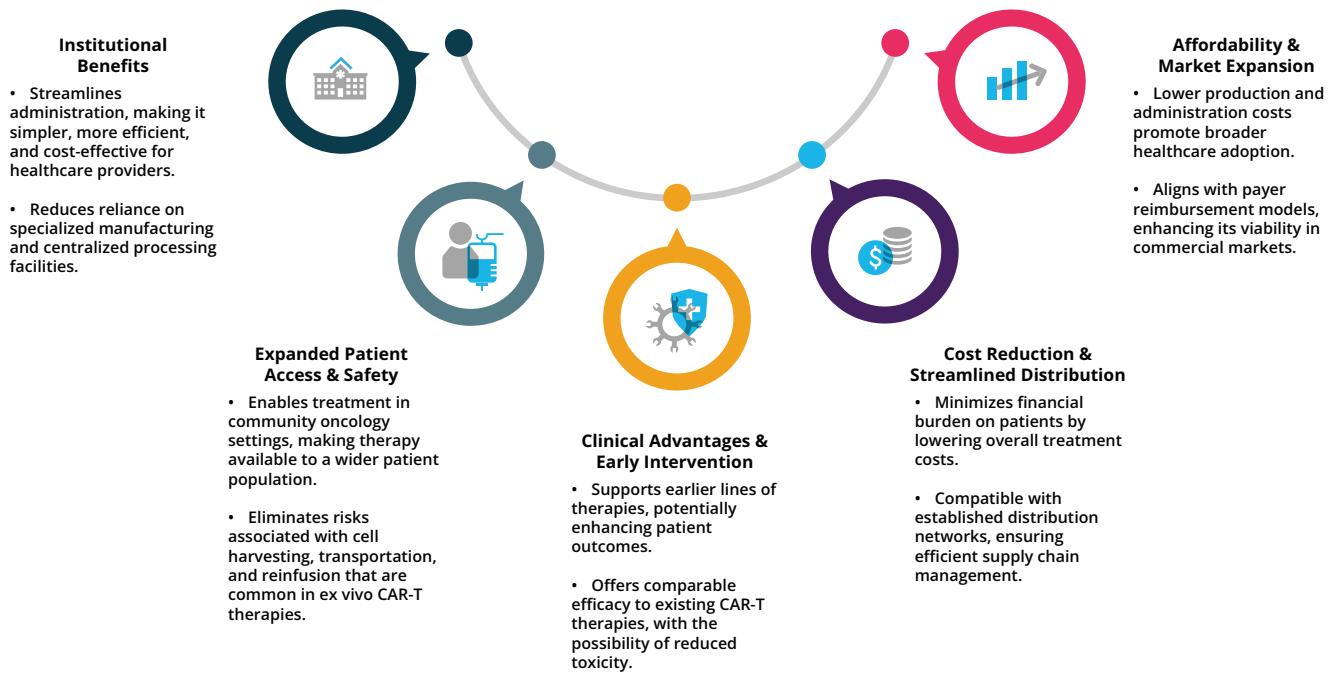 Institutional
Benefits
• Streamlines
administration, making it
simpler, more efficient,
and cost-effective for
healthcare providers.
• Reduces reliance on
specialized manufacturing
and centralized processing
facilities.
Expanded Patient
Access & Safety
• Enables treatment in
community oncology
settings, making therapy
available to a wider patient
population.
• Eliminates risks
associated with cell
harvesting, transportation,
and reinfusion that are
common in ex vivo CAR-T
therapies.
Clinical Advantages &
Early Intervention
• Supports earlier lines of
therapies, potentially
enhancing patient
outcomes.
• Offers comparable
efficacy to existing CAR-T
therapies, with the
possibility of reduced
toxicity.
$
Cost Reduction &
Streamlined Distribution
• Minimizes financial
burden on patients by
lowering overall treatment
costs.
• Compatible with
established distribution
networks, ensuring
efficient supply chain
management.
Affordability &
Market Expansion
• Lower production and
administration costs
promote broader
healthcare adoption.
• Aligns with payer
reimbursement models,
enhancing its viability in
commercial markets.